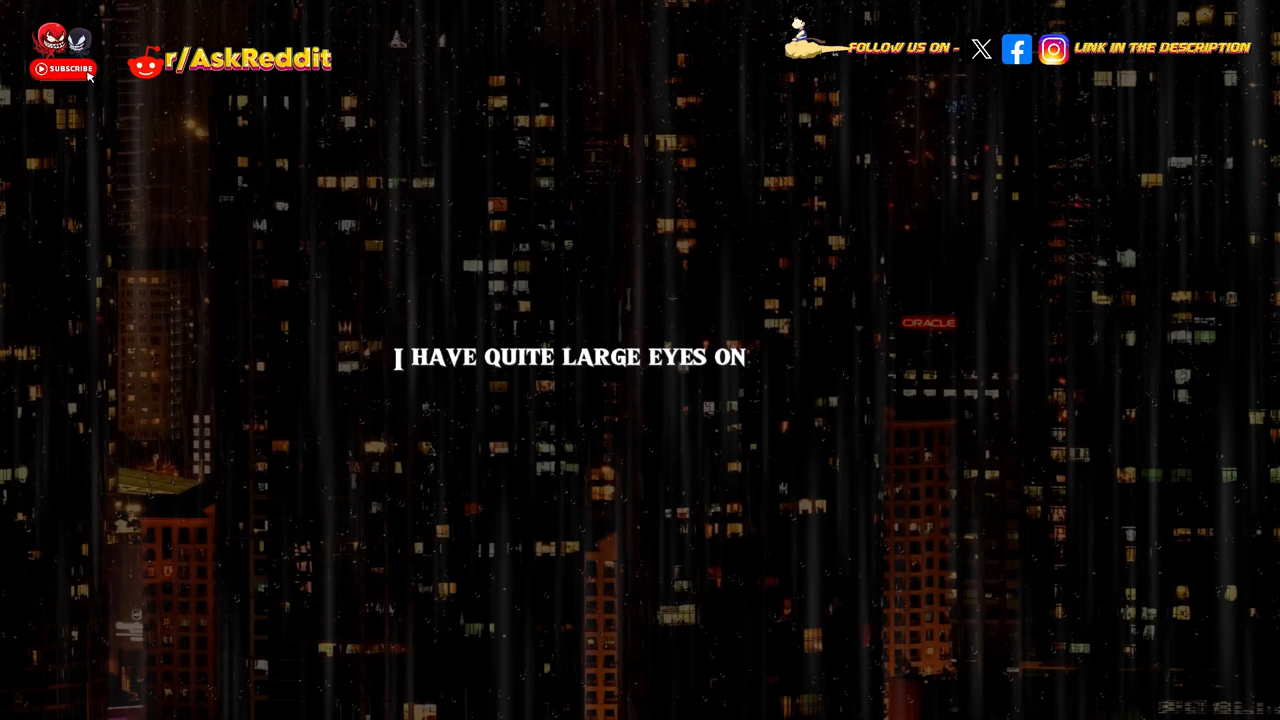 SUBSCRIBE
r/AskReddit
FOLLOW US ON -
LINK IN THE DESCRIPTION
ORACLE
I HAVE QUITE LARGE EYES ON